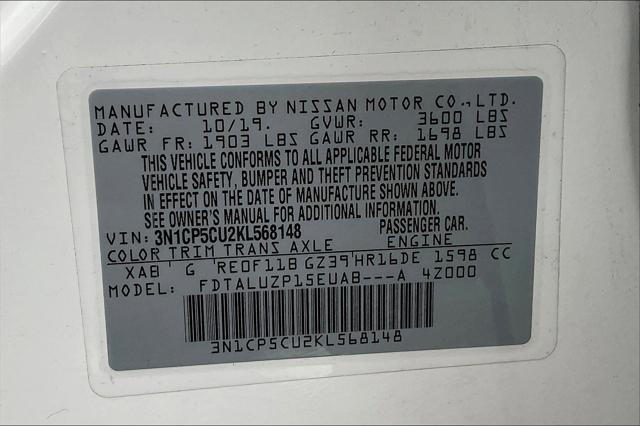 MANUFACTURED BY NISSAN MOTOR CO., LTD.
DATE: 10/19. GVWR: 3600 LBS
GAWR FR: 1903 LBS GAWR RR: 1698 LBS
THIS VEHICLE CONFORMS TO ALL APPLICABLE FEDERAL MOTOR
VEHICLE SAFETY, BUMPER AND THEFT PREVENTION STANDARDS
IN EFFECT ON THE DATE OF MANUFACTURE SHOWN ABOVE.
SEE OWNER'S MANUAL FOR ADDITIONAL INFORMATION.
VIN: 3N1CP5CU2KL568148 PASSENGER CAR.
COLOR TRIM TRANS AXLE ENGINE
XAB G RE0F11B GZ39 HR16DE 1598 CC
MODEL: FDTALUZP15EUAB---A 4Z000
3N1CP5CU2KL568148